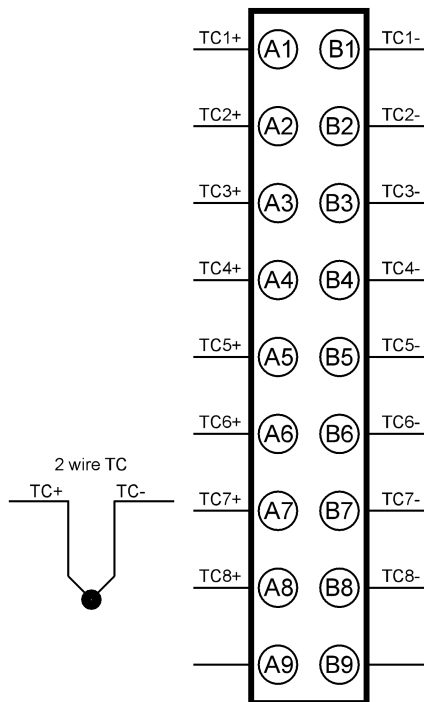 TC1+ A1 B1 TC1-
TC2+ A2 B2 TC2-
TC3+ A3 B3 TC3-
TC4+ A4 B4 TC4-
TC5+ A5 B5 TC5-
TC6+ A6 B6 TC6-
2 wire TC
TC+ TC-
TC7+ A7 B7 TC7-
TC8+ A8 B8 TC8-
A9 B9